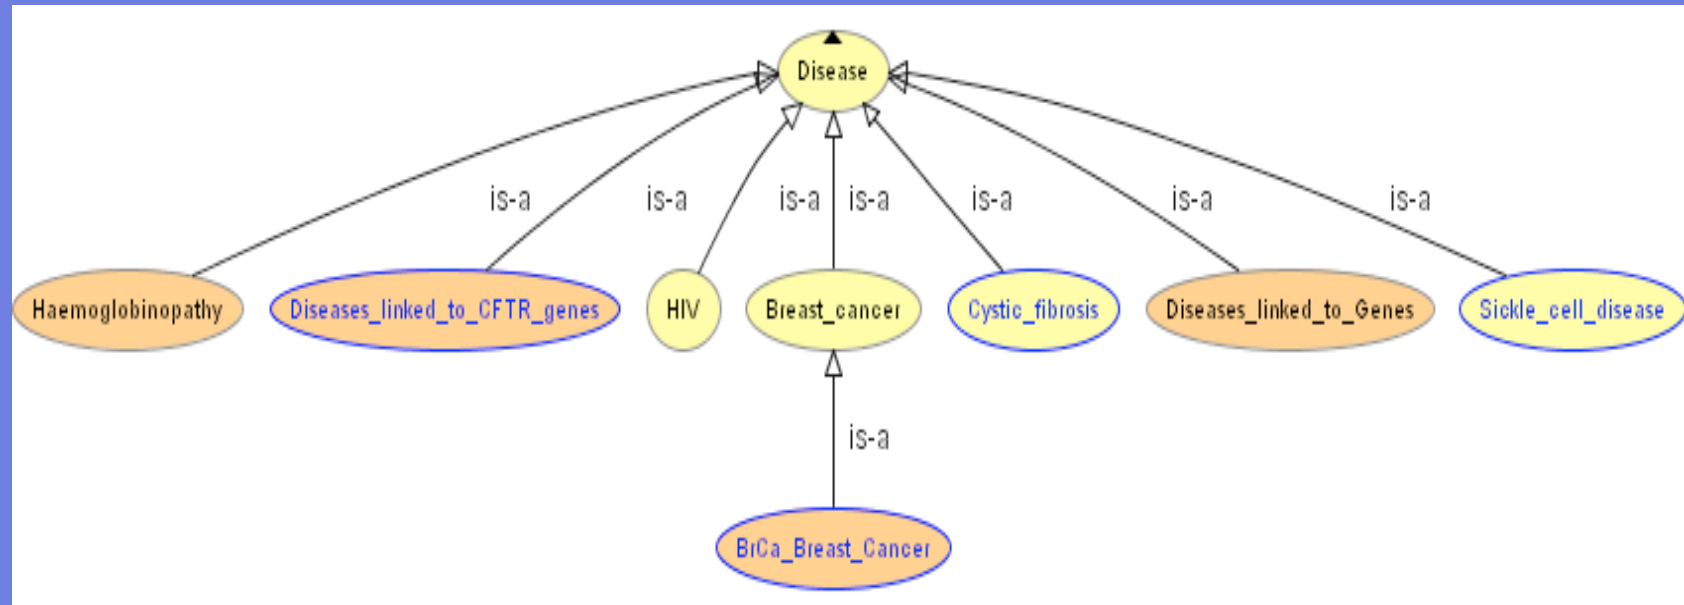 Disease
is-a is-a is-a is-a is-a is-a is-a
Haemoglobinopathy Diseases_linked_to_CFTR_genes HIV Breast_cancer Cystic_fibrosis Diseases_linked_to_Genes Sickle_cell_disease
is-a
BrCa_Breast_Cancer